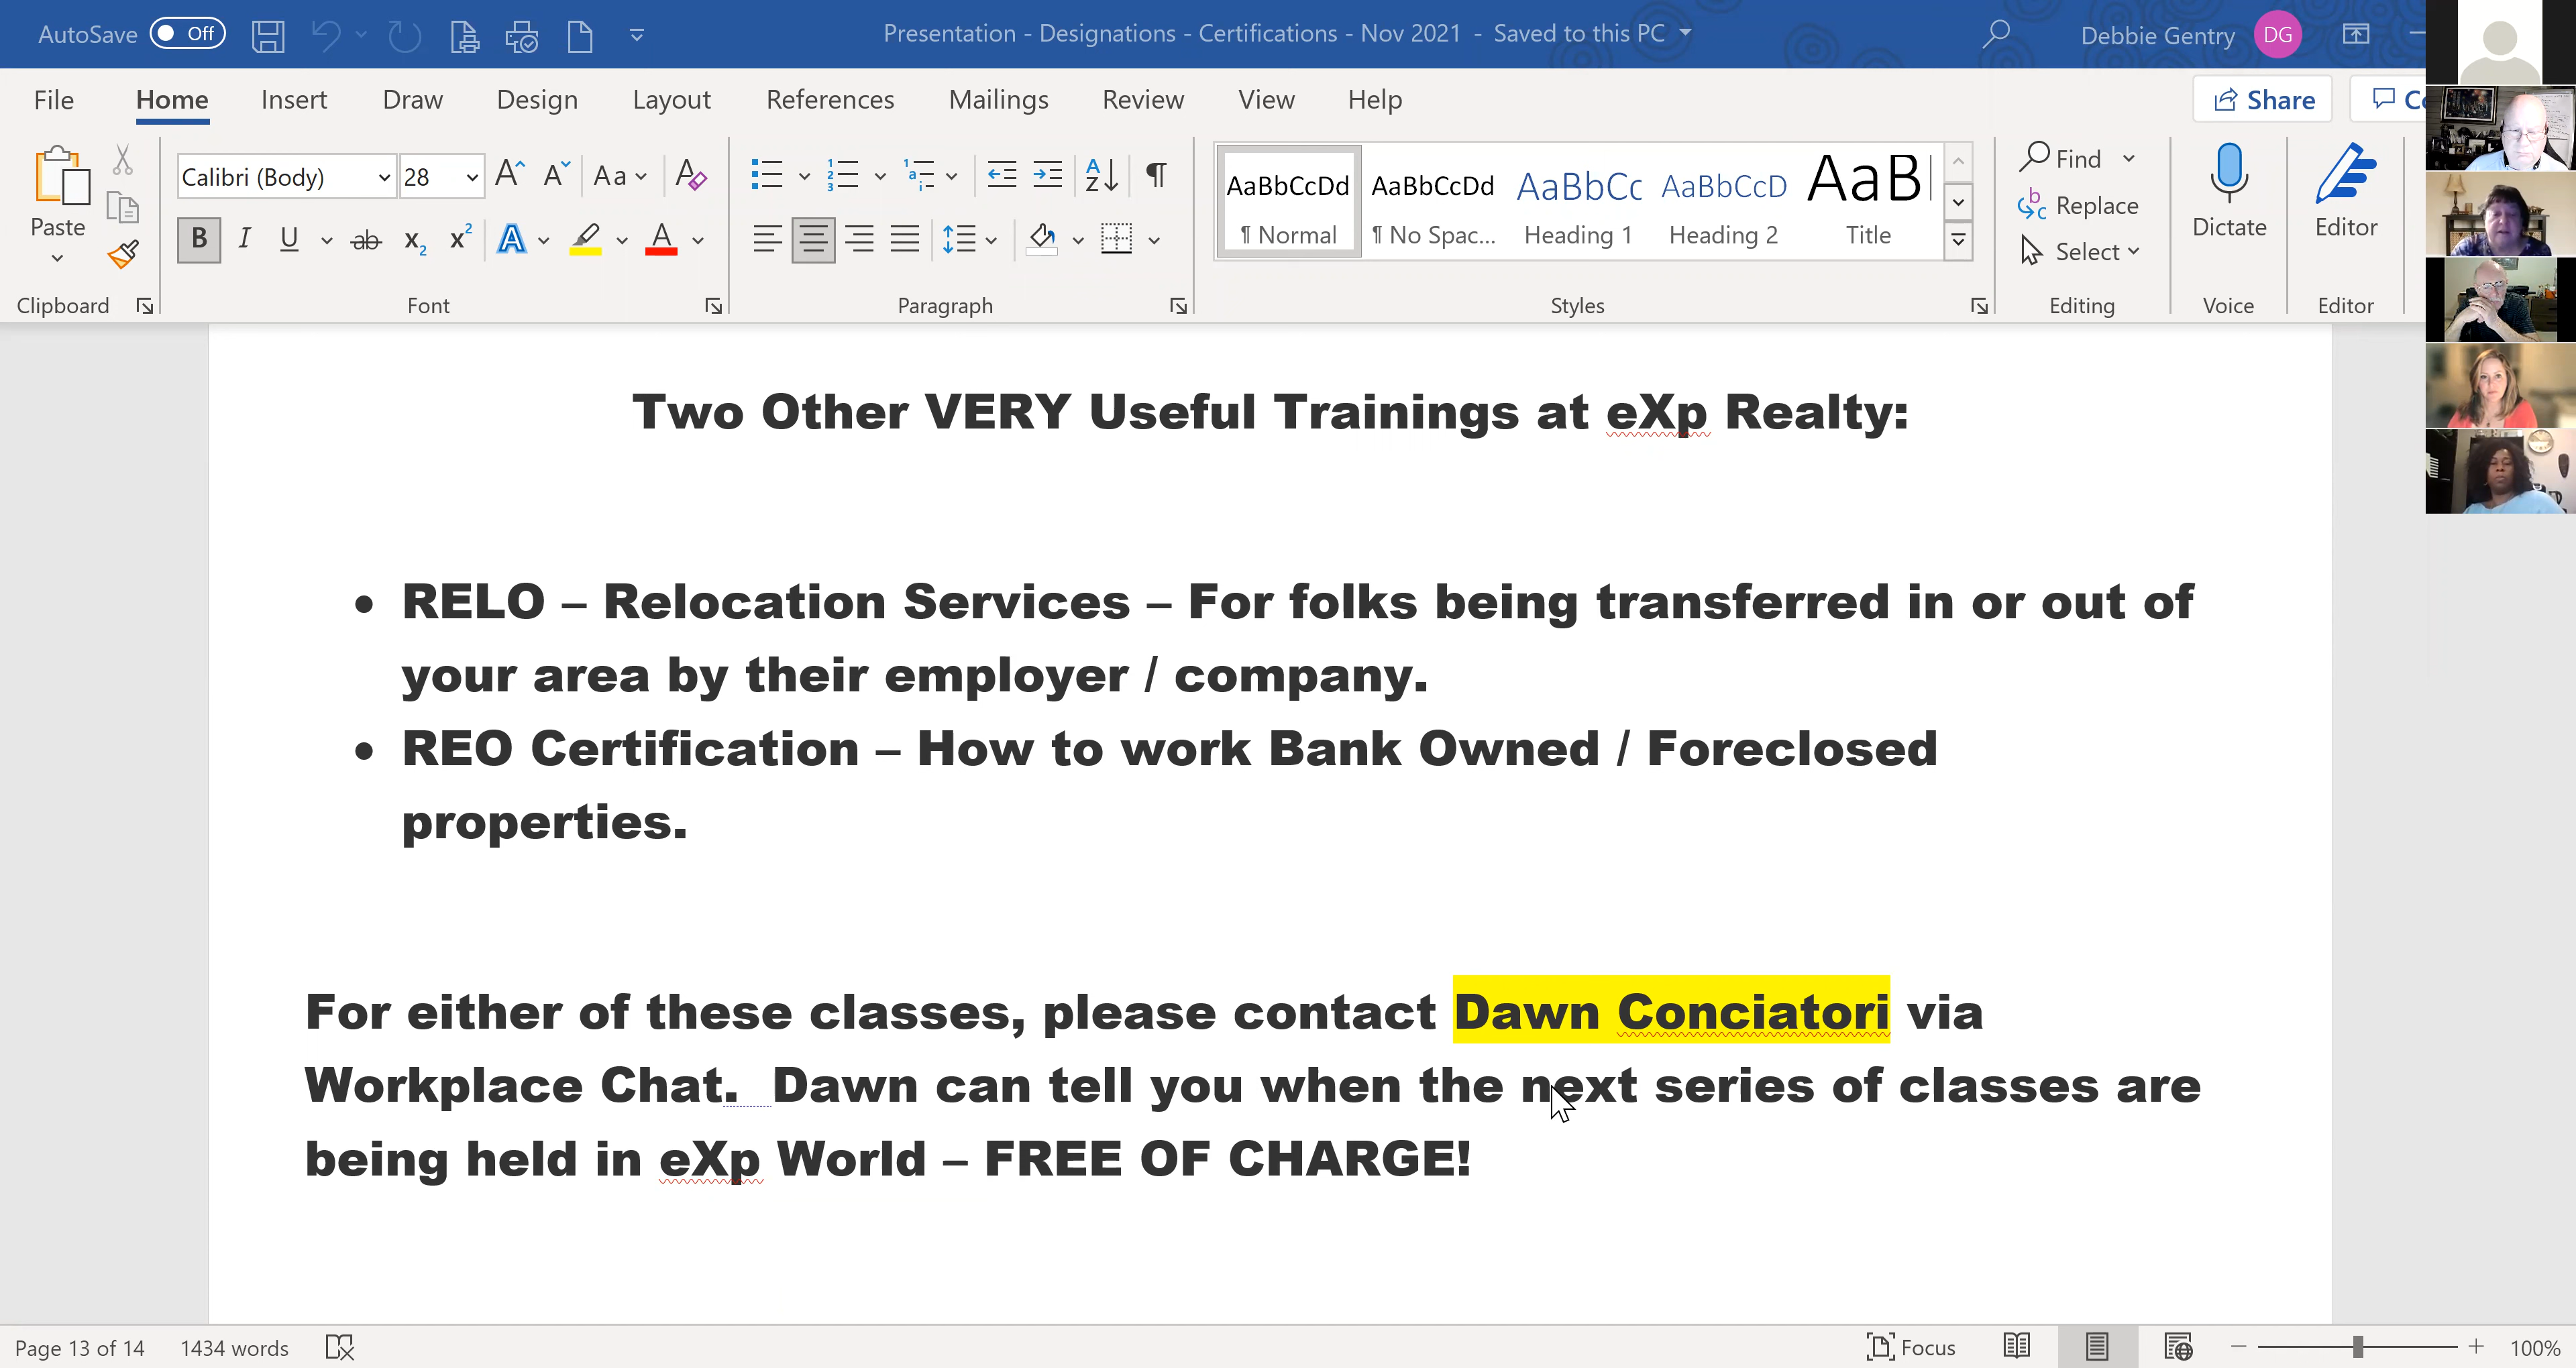 AutoSave Off
Presentation - Designations - Certifications - Nov 2021 - Saved to this PC
Debbie Gentry DG
File Home Insert Draw Design Layout References Mailings Review View Help
Share
Paste
Calibri (Body) 28
Find
Replace
Select
AaBbCcDd AaBbCcDd AaBbCc AaBbCcD AaB
¶ Normal ¶ No Spac... Heading 1 Heading 2 Title
Dictate Editor
Clipboard Font Paragraph Styles Editing Voice Editor
Two Other VERY Useful Trainings at eXp Realty:
• RELO – Relocation Services – For folks being transferred in or out of
your area by their employer / company.
• REO Certification – How to work Bank Owned / Foreclosed
properties.
For either of these classes, please contact Dawn Conciatori via
Workplace Chat.  Dawn can tell you when the next series of classes are
being held in eXp World – FREE OF CHARGE!
Page 13 of 14 1434 words Focus 100%